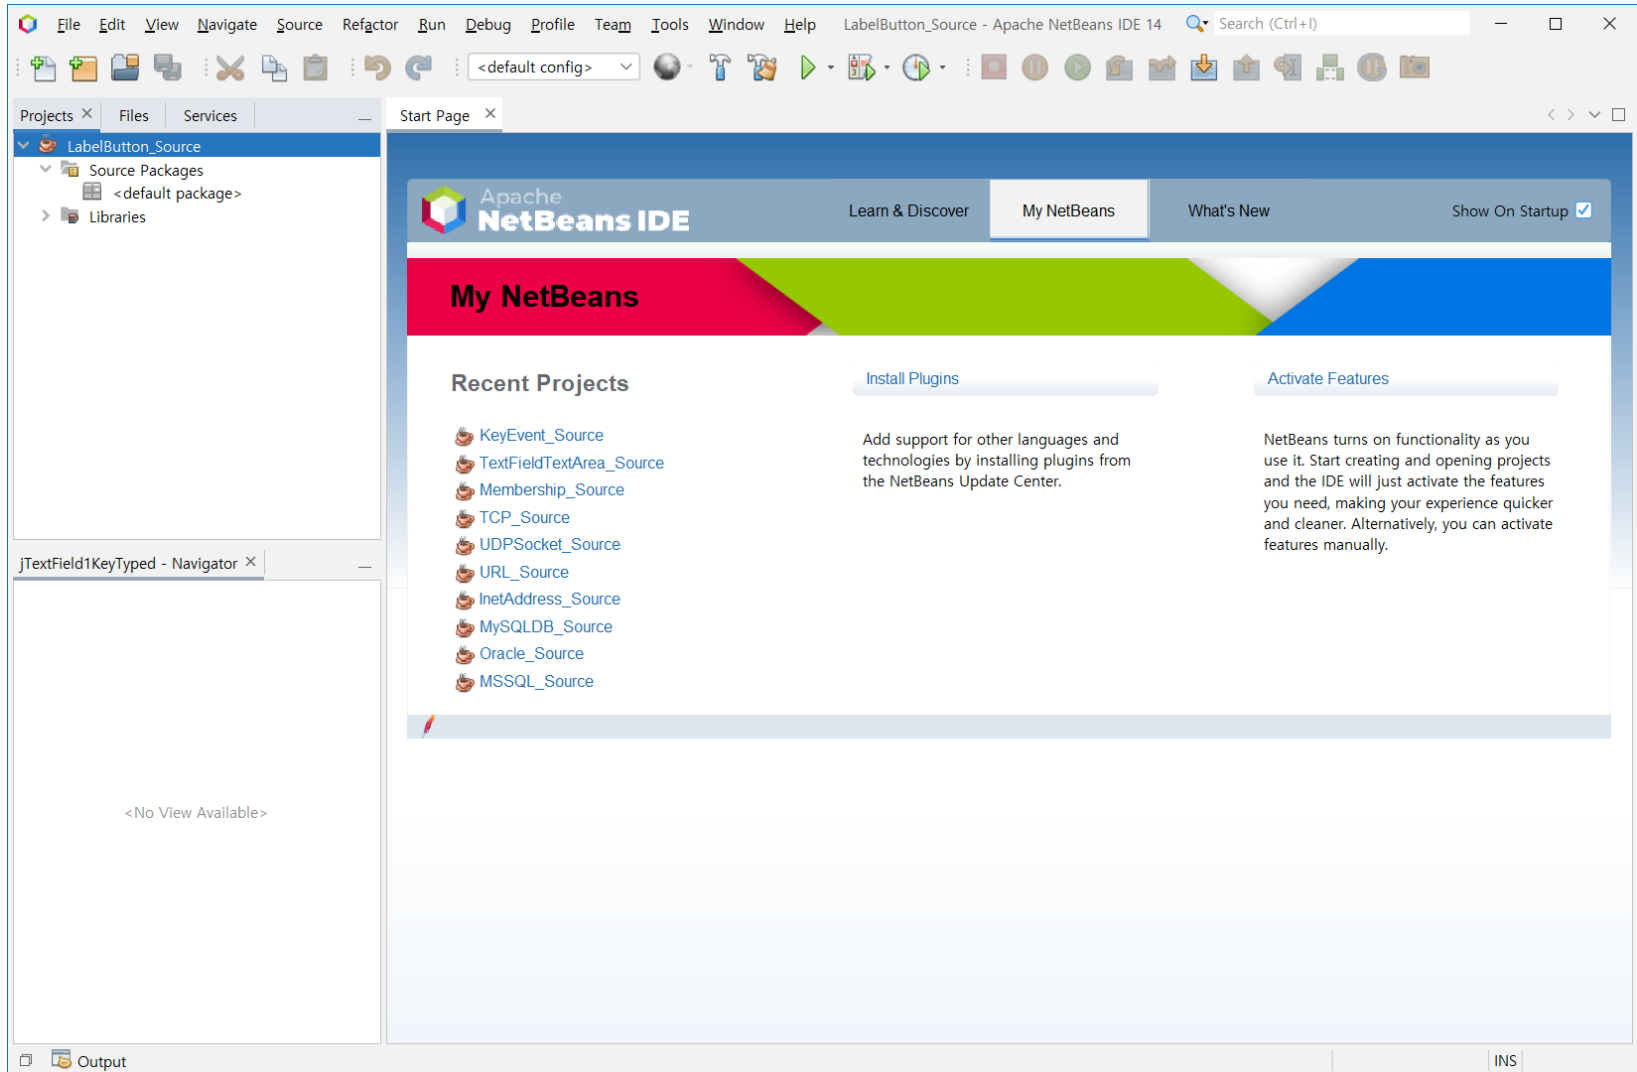 File Edit View Navigate Source Refactor Run Debug Profile Team Tools Window Help LabelButton_Source - Apache NetBeans IDE 14 Search (Ctrl+I)
<default config>
Projects Files Services
Start Page
LabelButton_Source
Source Packages
<default package>
Libraries
Apache
NetBeans IDE
Learn & Discover My NetBeans What's New Show On Startup
My NetBeans
Recent Projects
KeyEvent_Source
TextFieldTextArea_Source
Membership_Source
TCP_Source
UDPSocket_Source
URL_Source
InetAddress_Source
MySQLDB_Source
Oracle_Source
MSSQL_Source
Install Plugins
Add support for other languages and
technologies by installing plugins from
the NetBeans Update Center.
Activate Features
NetBeans turns on functionality as you
use it. Start creating and opening projects
and the IDE will just activate the features
you need, making your experience quicker
and cleaner. Alternatively, you can activate
features manually.
jTextField1KeyTyped - Navigator
<No View Available>
Output
INS